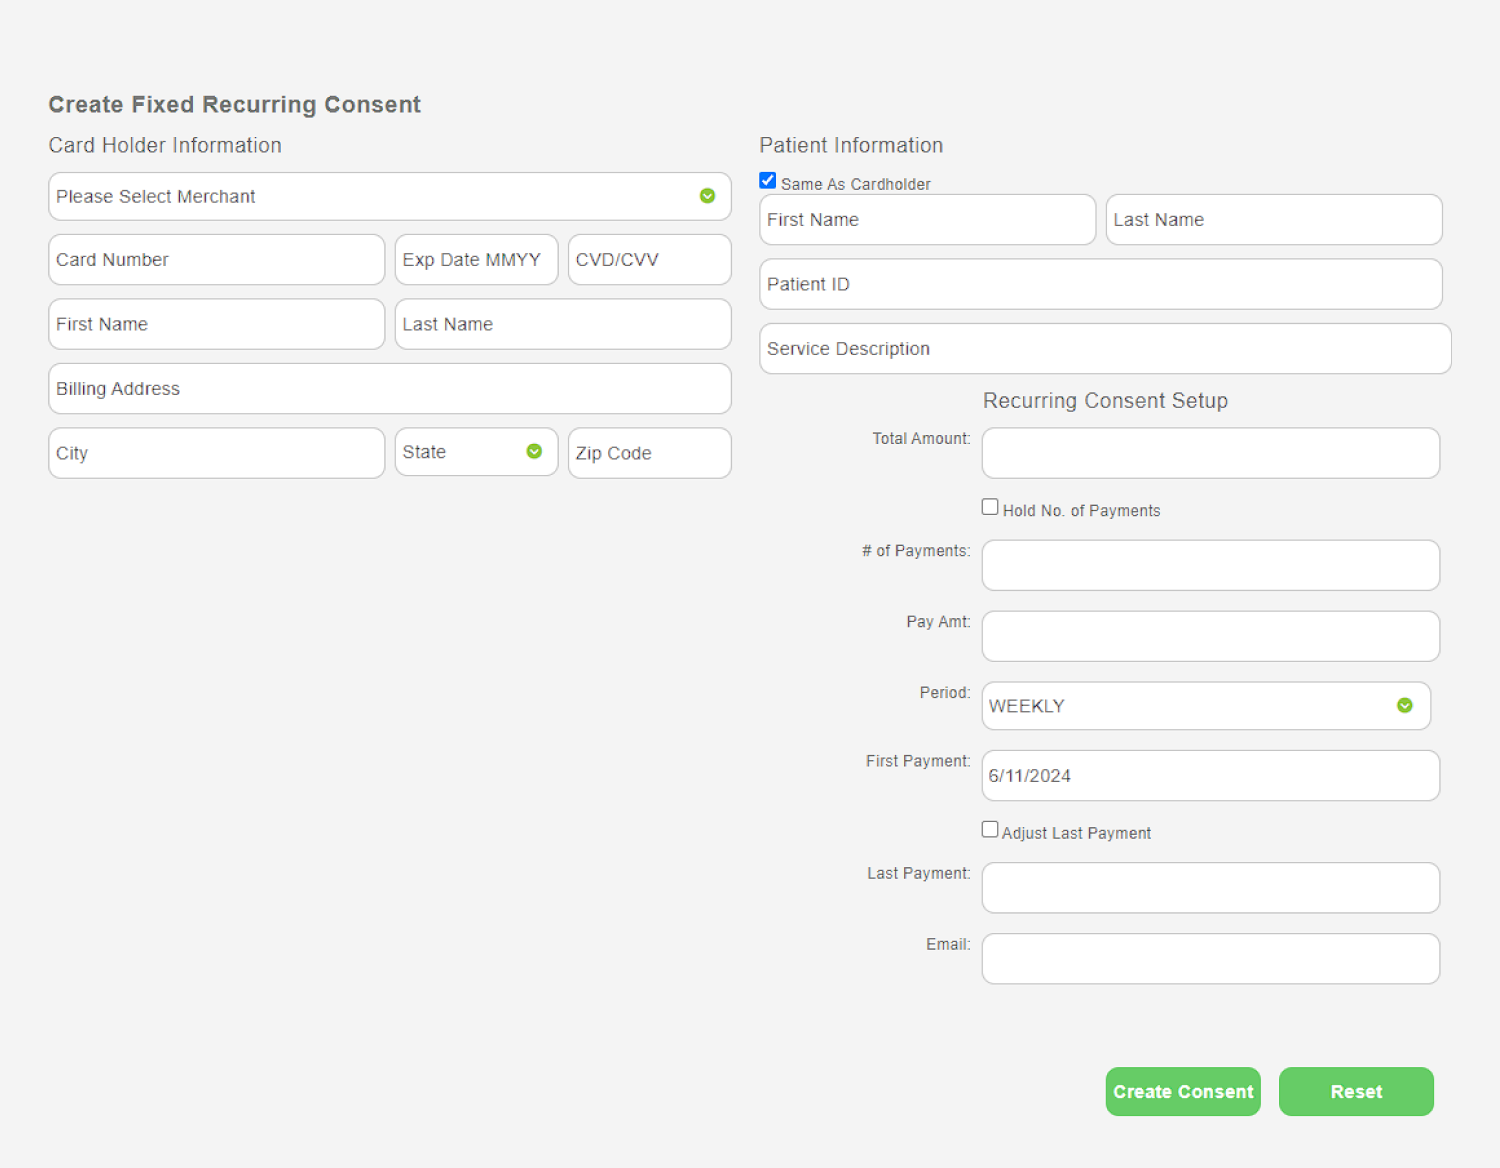 Create Fixed Recurring Consent
Card Holder Information
Please Select Merchant
Card Number
Exp Date MMYY
CVD/CVV
First Name
Last Name
Billing Address
City
State
Zip Code
Patient Information
Same As Cardholder
First Name
Last Name
Patient ID
Service Description
Recurring Consent Setup
Total Amount:
Hold No. of Payments
# of Payments:
Pay Amt:
Period:
WEEKLY
First Payment:
6/11/2024
Adjust Last Payment
Last Payment:
Email:
Create Consent
Reset